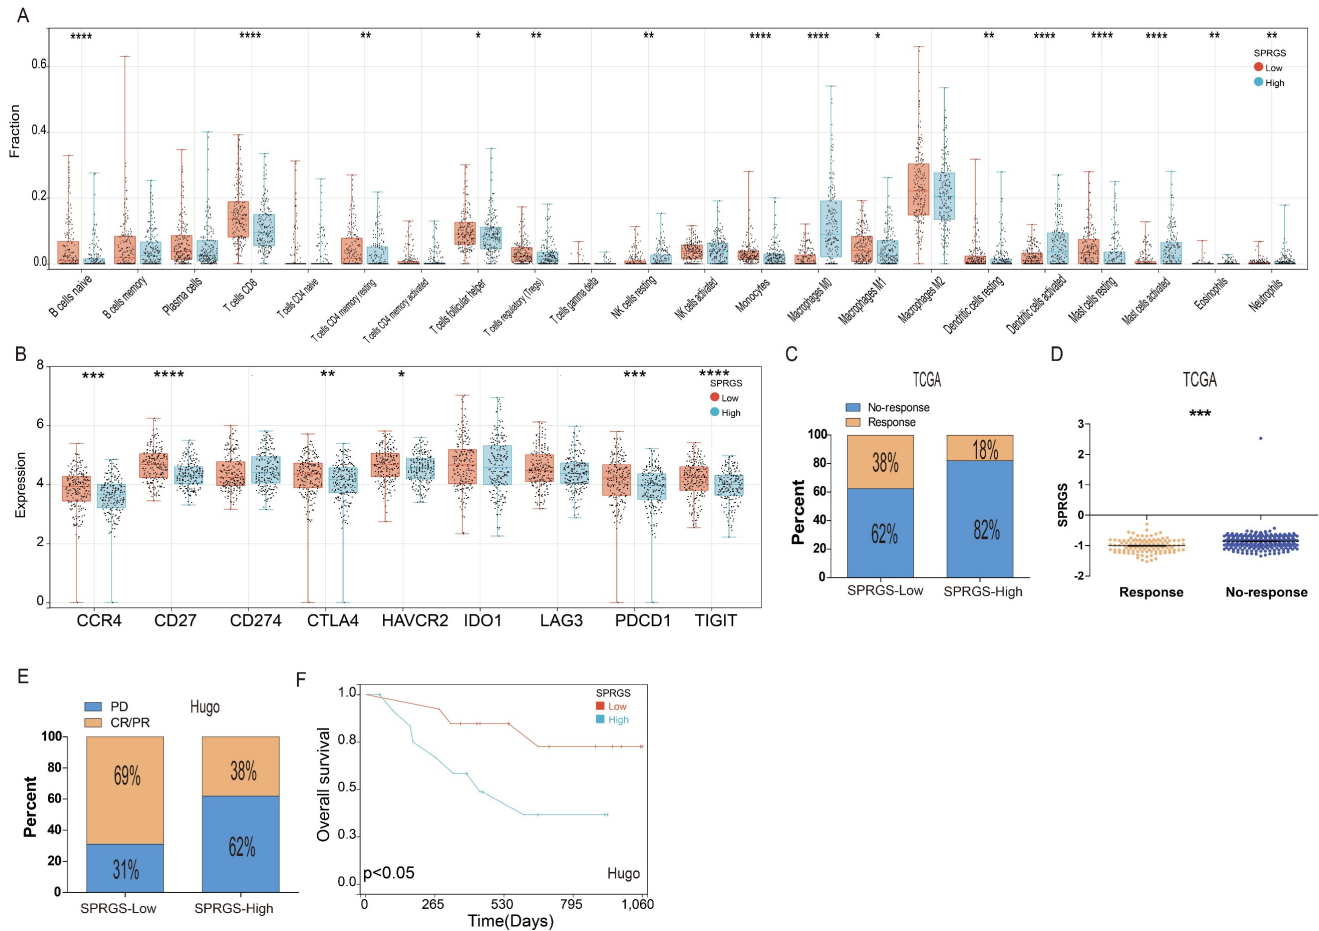 A
**** **** ** * ** ** **** **** * ** **** **** **** ** **
SPRGS
Low
High
Fraction
0.6
0.4
0.2
0.0
B cells naive
B cells memory
Plasma cells
T cells CD8
T cells CD4 naive
T cells CD4 memory resting
T cells CD4 memory activated
T cells follicular helper
T cells regulatory (Tregs)
T cells gamma delta
NK cells resting
NK cells activated
Monocytes
Macrophages M0
Macrophages M1
Macrophages M2
Dendritic cells resting
Dendritic cells activated
Mast cells resting
Mast cells activated
Eosinophils
Neutrophils
B
*** **** ** * *** ****
SPRGS
Low
High
Expression
8
6
4
2
0
CCR4 CD27 CD274 CTLA4 HAVCR2 IDO1 LAG3 PDCD1 TIGIT
C
TCGA
No-response
Response
Percent
100
80
60
40
20
0
38%
62%
18%
82%
SPRGS-Low SPRGS-High
D
TCGA
***
SPRGS
3
2
1
0
-1
-2
Response No-response
E
PD
CR/PR
Hugo
Percent
100
80
60
40
20
0
69%
31%
38%
62%
SPRGS-Low SPRGS-High
F
SPRGS
Low
High
Overall survival
1.0
0.8
0.5
0.3
0.0
p<0.05
Hugo
0 265 530 795 1,060
Time(Days)